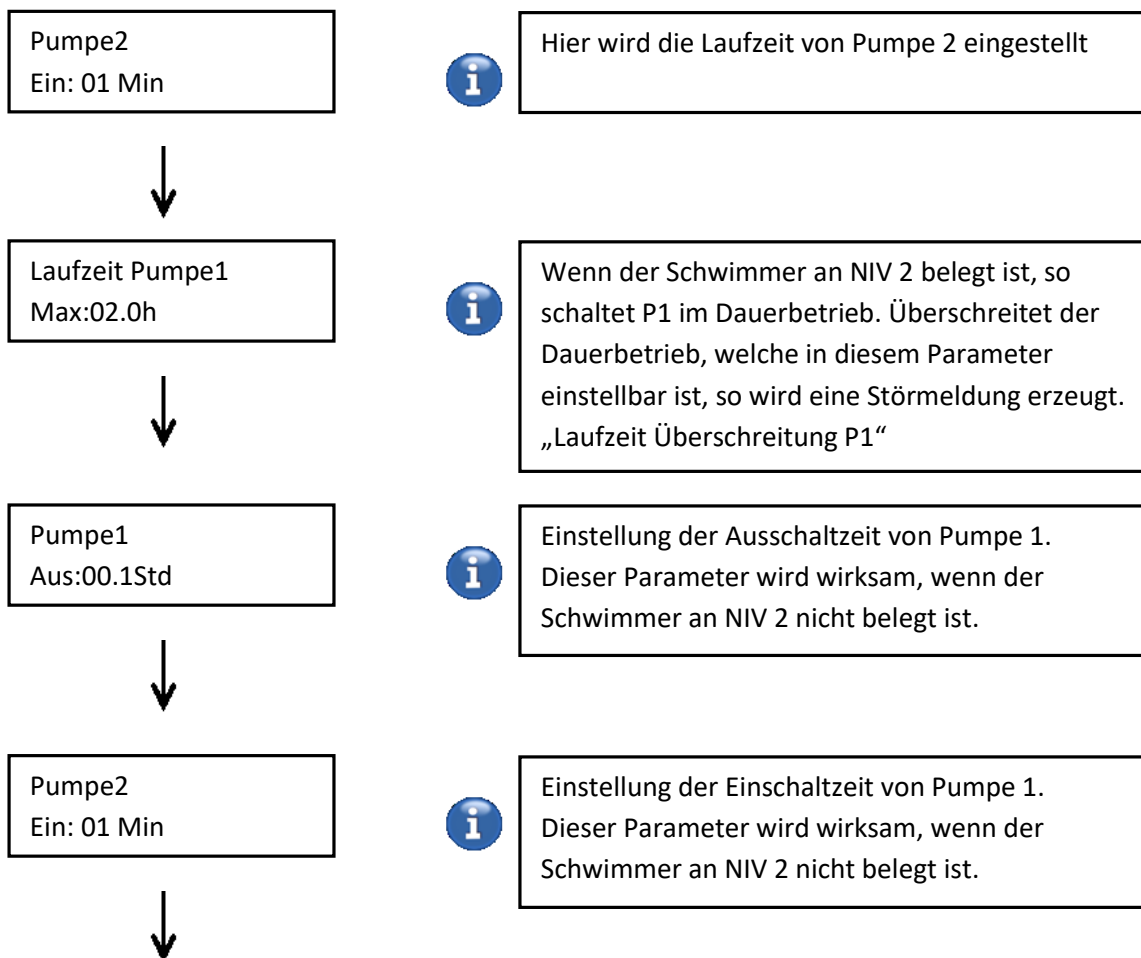 Pumpe2
Ein: 01 Min
Hier wird die Laufzeit von Pumpe 2 eingestellt
Laufzeit Pumpe1
Max:02.0h
Wenn der Schwimmer an NIV 2 belegt ist, so
schaltet P1 im Dauerbetrieb. Überschreitet der
Dauerbetrieb, welche in diesem Parameter
einstellbar ist, so wird eine Störmeldung erzeugt.
„Laufzeit Überschreitung P1“
Pumpe1
Aus:00.1Std
Einstellung der Ausschaltzeit von Pumpe 1.
Dieser Parameter wird wirksam, wenn der
Schwimmer an NIV 2 nicht belegt ist.
Pumpe2
Ein: 01 Min
Einstellung der Einschaltzeit von Pumpe 1.
Dieser Parameter wird wirksam, wenn der
Schwimmer an NIV 2 nicht belegt ist.